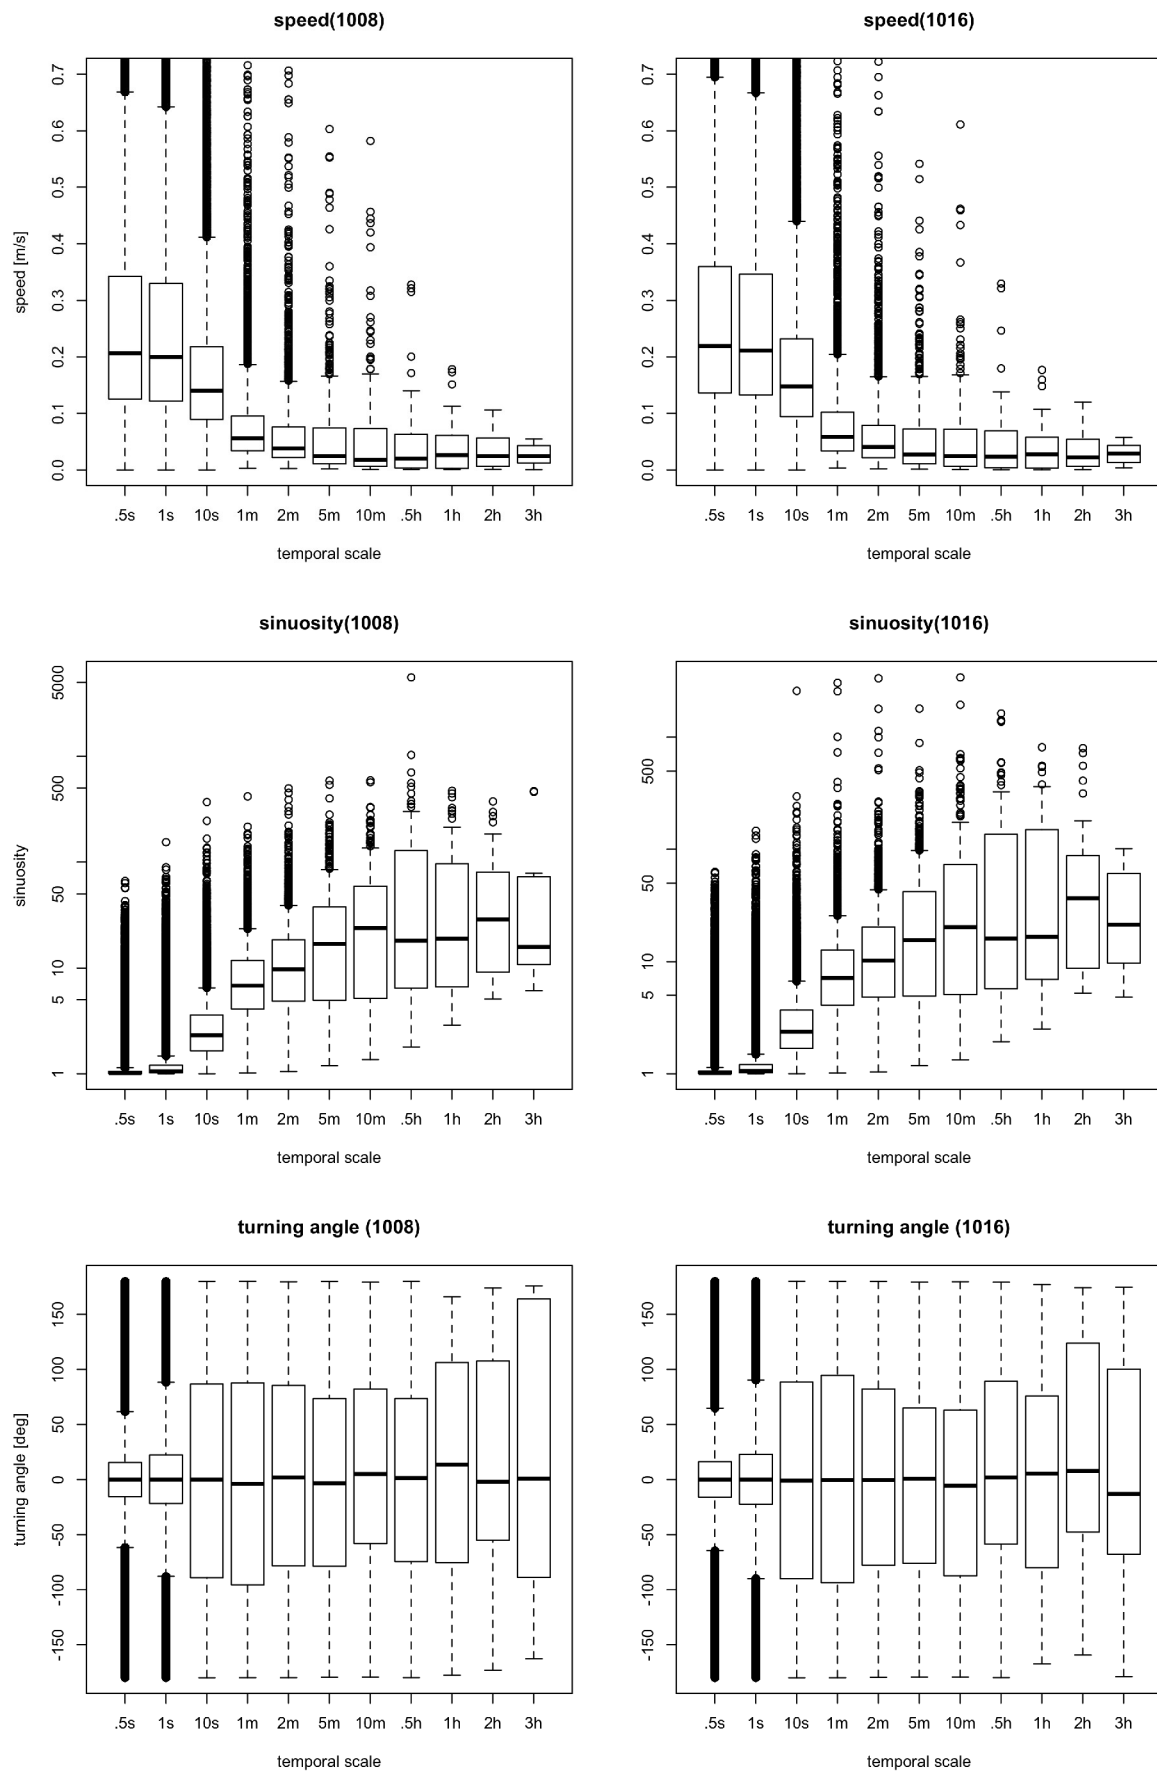 speed(1008)
speed [m/s]
0.7
0.6
0.5
0.4
0.3
0.2
0.1
0.0
.5s 1s 10s 1m 2m 5m 10m .5h 1h 2h 3h
temporal scale
speed(1016)
0.7
0.6
0.5
0.4
0.3
0.2
0.1
0.0
.5s 1s 10s 1m 2m 5m 10m .5h 1h 2h 3h
temporal scale
sinuosity(1008)
sinuosity
5000
500
50
10
5
1
.5s 1s 10s 1m 2m 5m 10m .5h 1h 2h 3h
temporal scale
sinuosity(1016)
500
50
10
5
1
.5s 1s 10s 1m 2m 5m 10m .5h 1h 2h 3h
temporal scale
turning angle (1008)
turning angle [deg]
150
100
50
0
-50
-100
-150
.5s 1s 10s 1m 2m 5m 10m .5h 1h 2h 3h
temporal scale
turning angle (1016)
150
100
50
0
-50
-100
-150
.5s 1s 10s 1m 2m 5m 10m .5h 1h 2h 3h
temporal scale